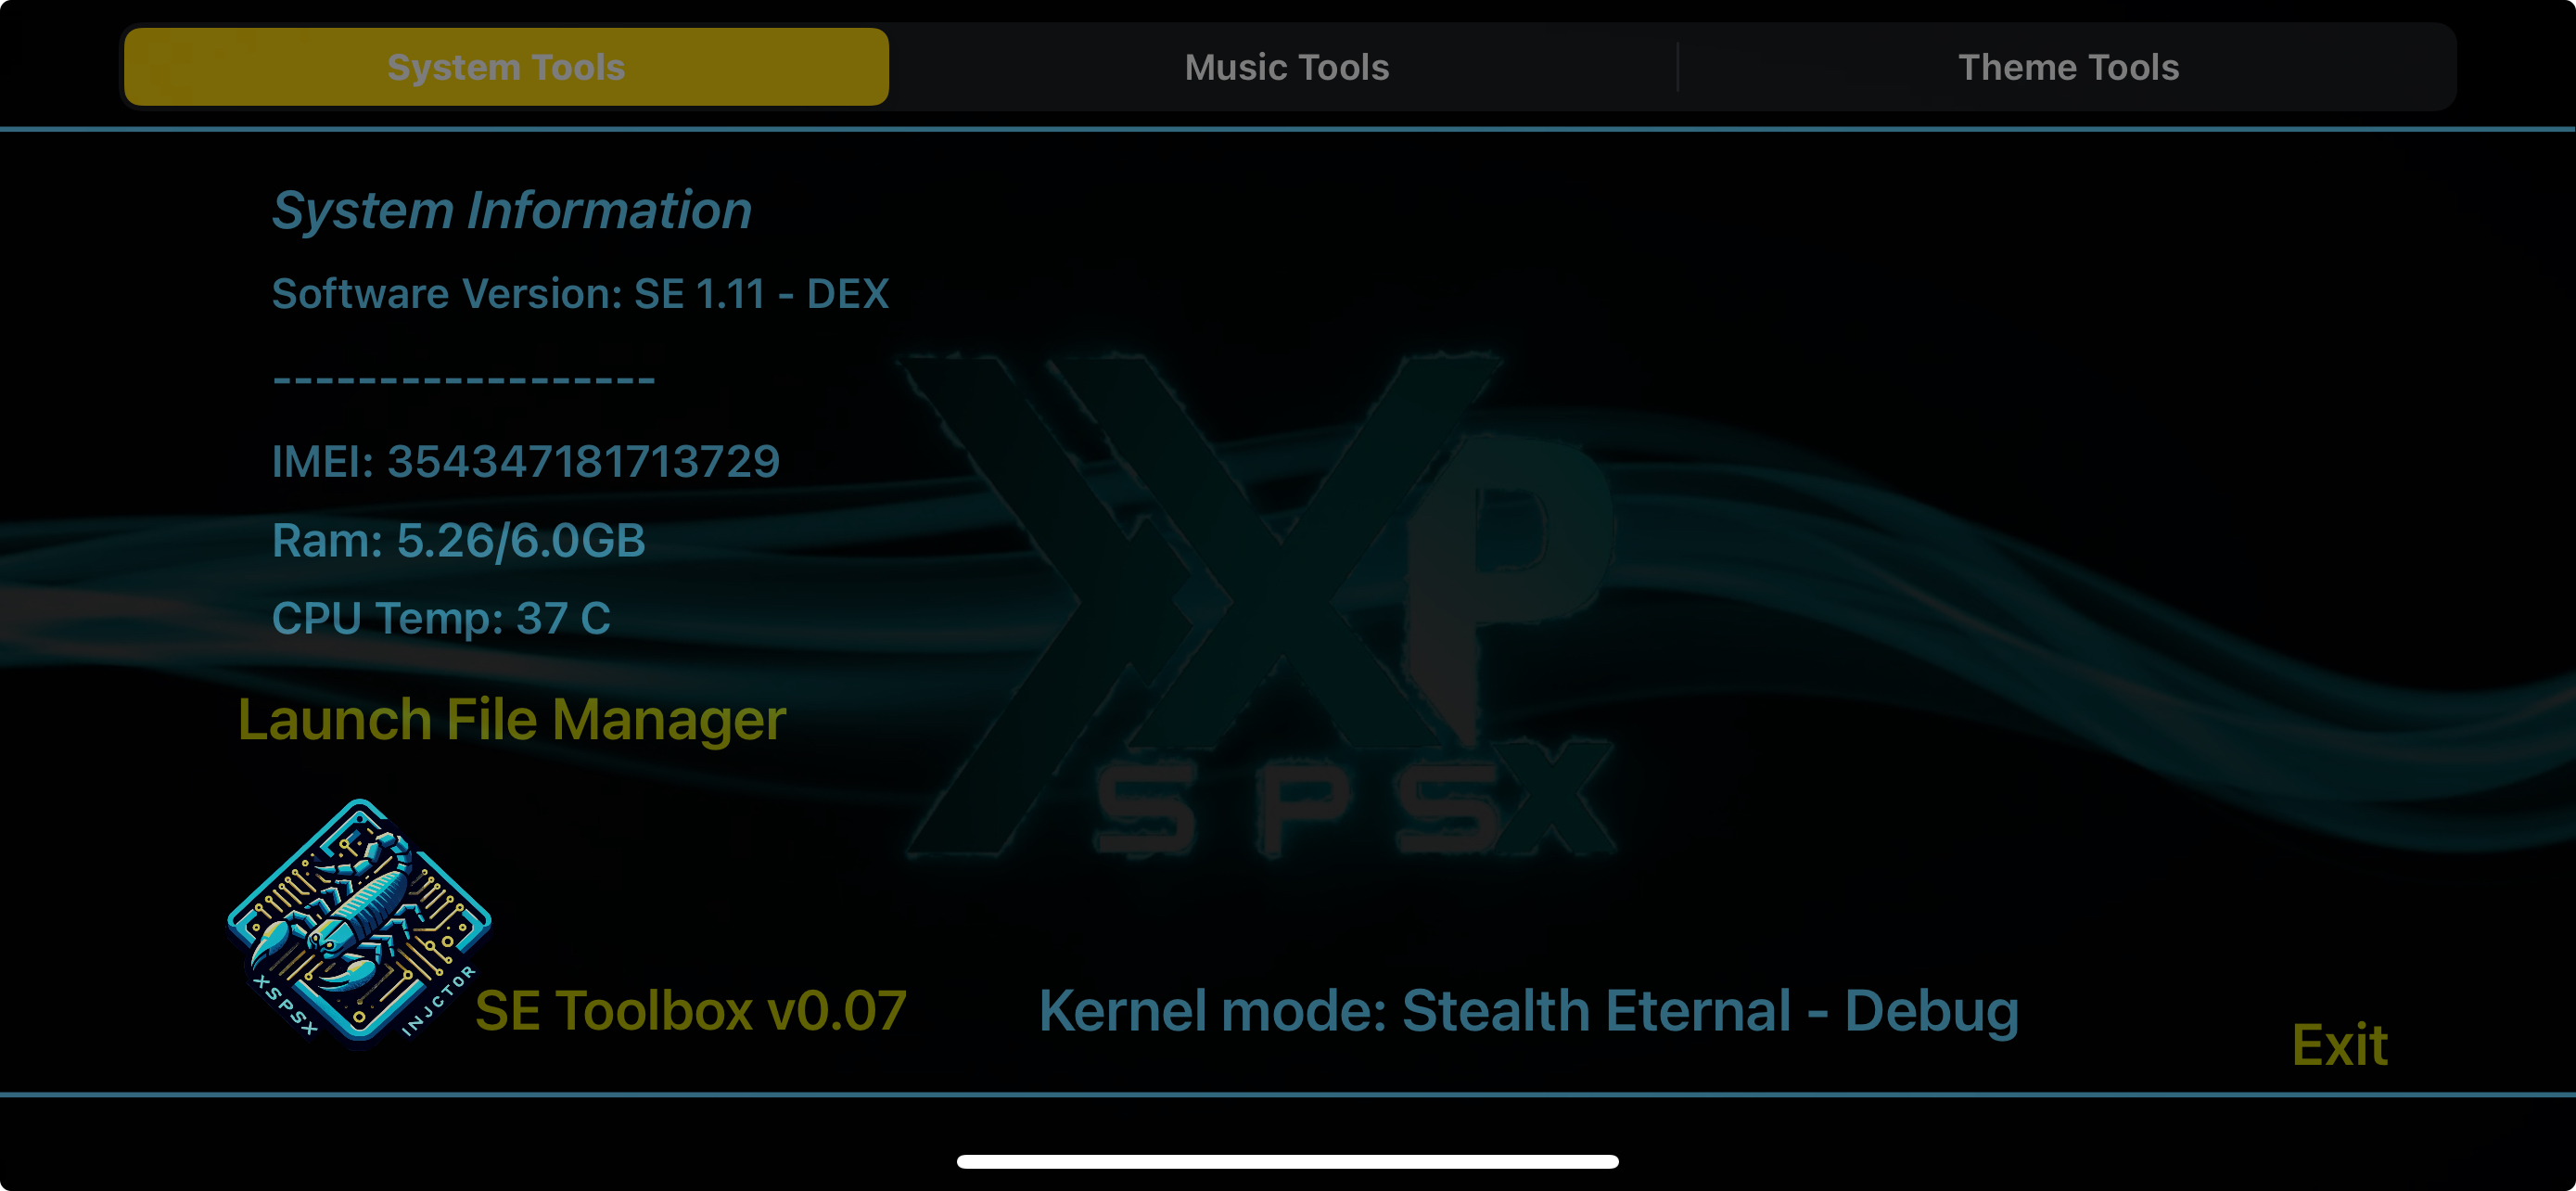 System Tools
Music Tools
Theme Tools
System Information
Software Version: SE 1.11 - DEX
------------------
IMEI: 354347181713729
Ram: 5.26/6.0GB
CPU Temp: 37 C
Launch File Manager
XP
SPSX
XSPSX
INJCT0R
SE Toolbox v0.07
Kernel mode: Stealth Eternal - Debug
Exit